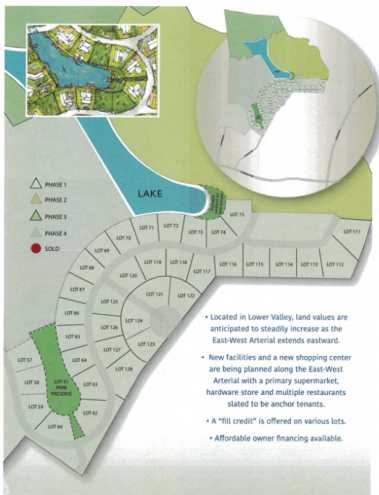 LAKE
PHASE 1
PHASE 2
PHASE 3
PHASE 4
SOLD
LOT 75
LOT 74
LOT 73
LOT 72
LOT 71
LOT 70
LOT 69
LOT 68
LOT 67
LOT 66
LOT 65
LOT 64
LOT 63
LOT 62
LOT 61
PARK
PRESERVE
LOT 60
LOT 59
LOT 58
LOT 57
LOT 111
LOT 112
LOT 113
LOT 114
LOT 115
LOT 116
LOT 117
LOT 118
LOT 119
LOT 120
LOT 121
LOT 122
LOT 123
LOT 124
LOT 125
LOT 126
LOT 127
LOT 128
• Located in Lower Valley, land values are
anticipated to steadily increase as the
East-West Arterial extends eastward.
• New facilities and a new shopping center
are being planned along the East-West
Arterial with a primary supermarket,
hardware store and multiple restaurants
slated to be anchor tenants.
• A "fill credit" is offered on various lots.
• Affordable owner financing available.